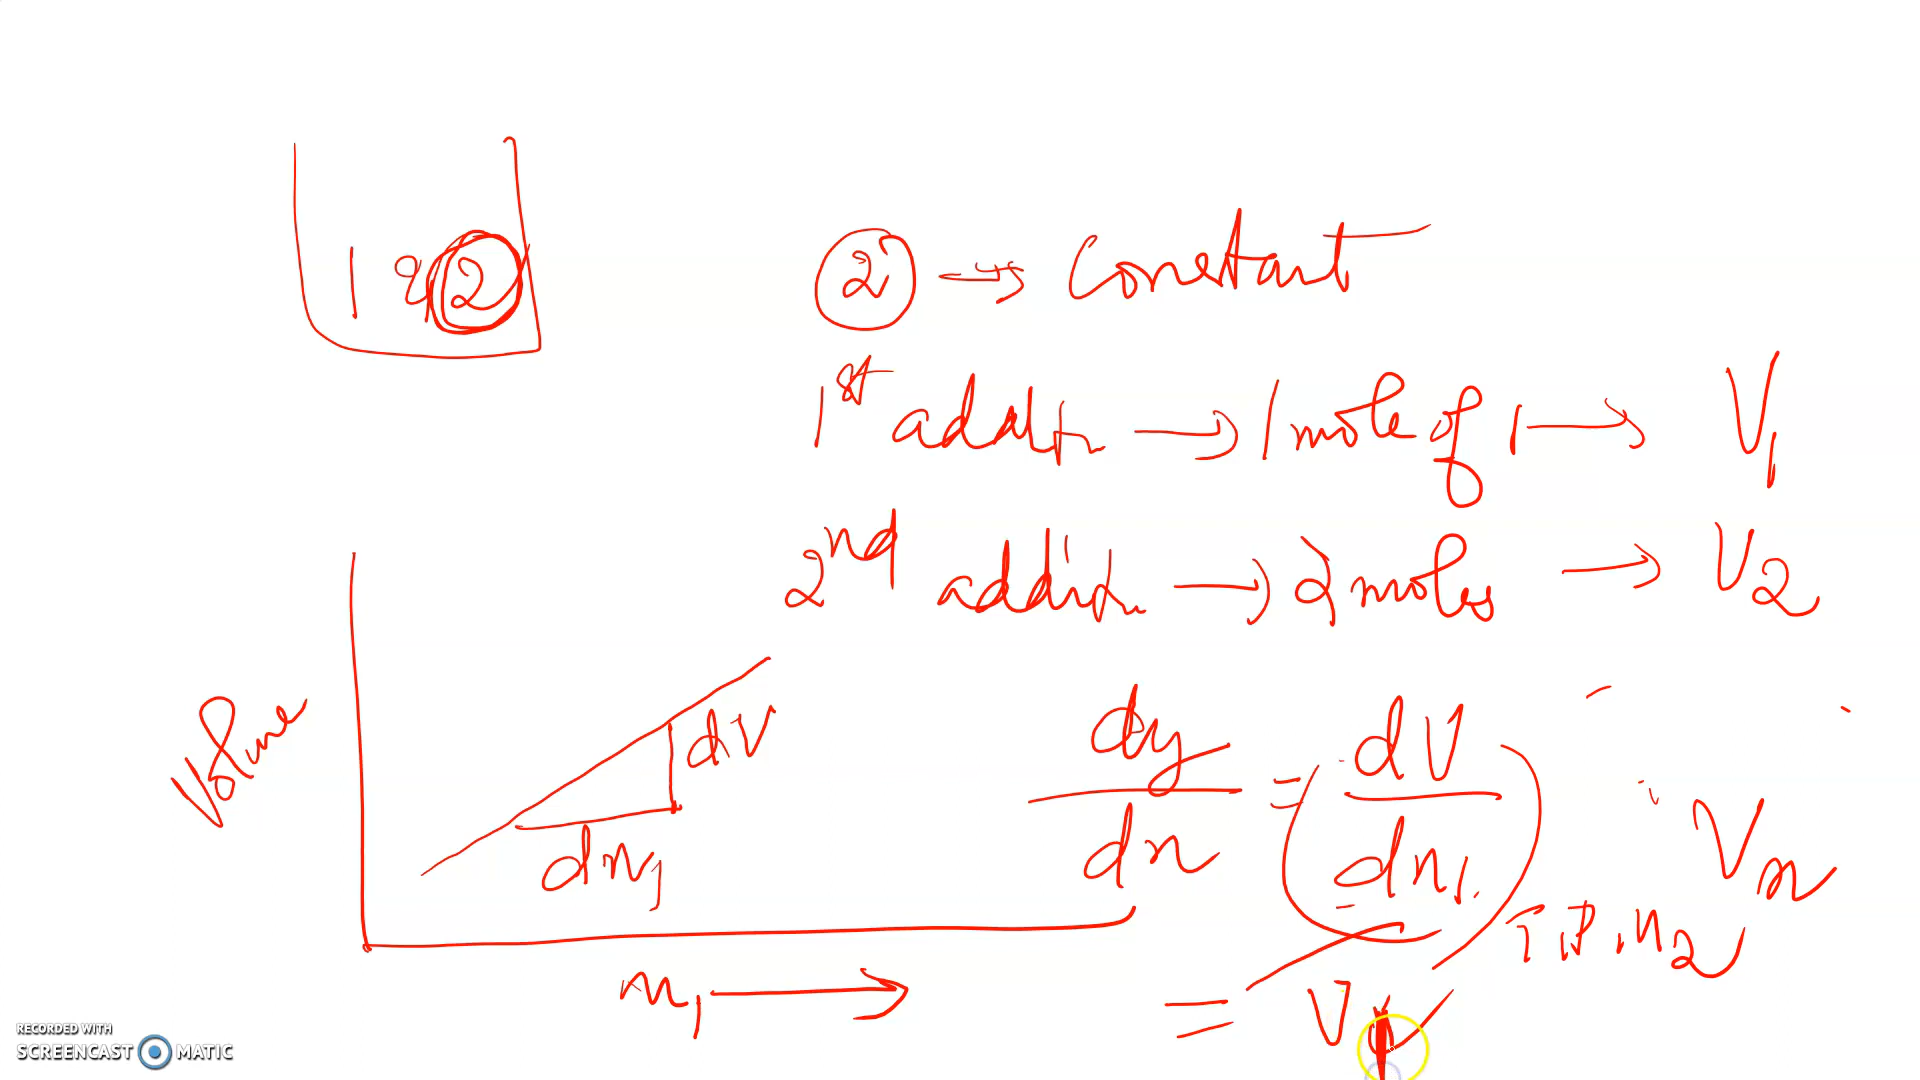 1 & 2
2 → Constant
1st addn → 1 mole of 1 → V1
2nd addn → 2 moles → V2
Volume
dV
dn1
n1 →
dy/dx = (dV/dn1) T, P, n2
Vn
= V1
RECORDED WITH
SCREENCAST MATIC